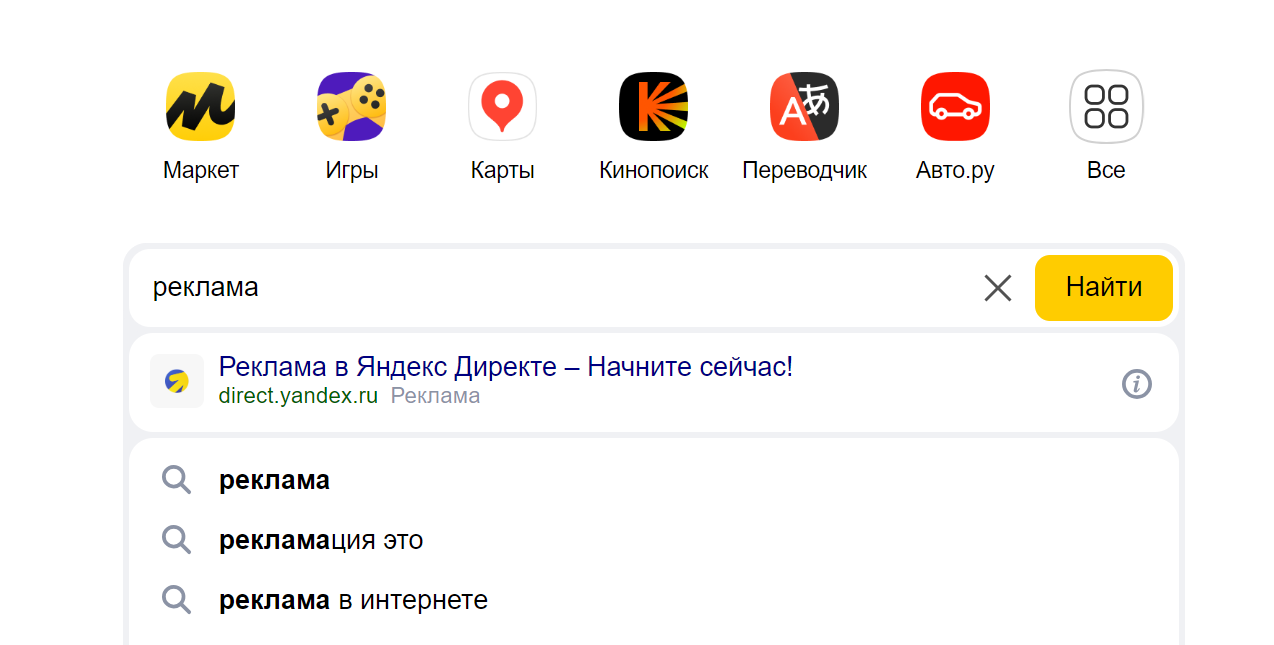 Маркет Игры Карты Кинопоиск Переводчик Авто.ру Все
реклама Найти
Реклама в Яндекс Директе – Начните сейчас!
direct.yandex.ru Реклама
реклама
рекламация это
реклама в интернете